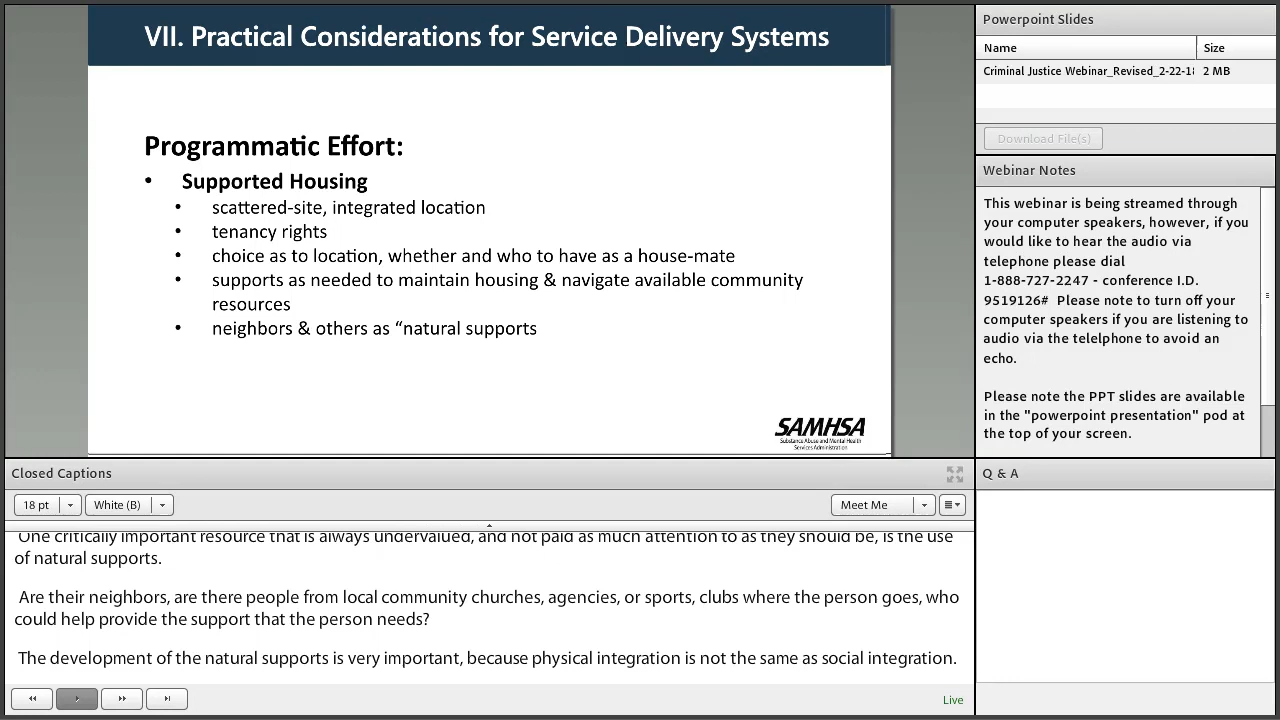 VII. Practical Considerations for Service Delivery Systems
Programmatic Effort:
• Supported Housing
• scattered-site, integrated location
• tenancy rights
• choice as to location, whether and who to have as a house-mate
• supports as needed to maintain housing & navigate available community
resources
• neighbors & others as “natural supports
SAMHSA
Substance Abuse and Mental Health
Services Administration
Powerpoint Slides
Name Size
Criminal Justice Webinar_Revised_2-22-18 2 MB
Download File(s)
Webinar Notes
This webinar is being streamed through
your computer speakers, however, if you
would like to hear the audio via
telephone please dial
1-888-727-2247 - conference I.D.
9519126# Please note to turn off your
computer speakers if you are listening to
audio via the telelphone to avoid an
echo.
Please note the PPT slides are available
in the "powerpoint presentation" pod at
the top of your screen.
Closed Captions
18 pt White (B) Meet Me
One critically important resource that is always undervalued, and not paid as much attention to as they should be, is the use
of natural supports.
Are their neighbors, are there people from local community churches, agencies, or sports, clubs where the person goes, who
could help provide the support that the person needs?
The development of the natural supports is very important, because physical integration is not the same as social integration.
Live
Q & A